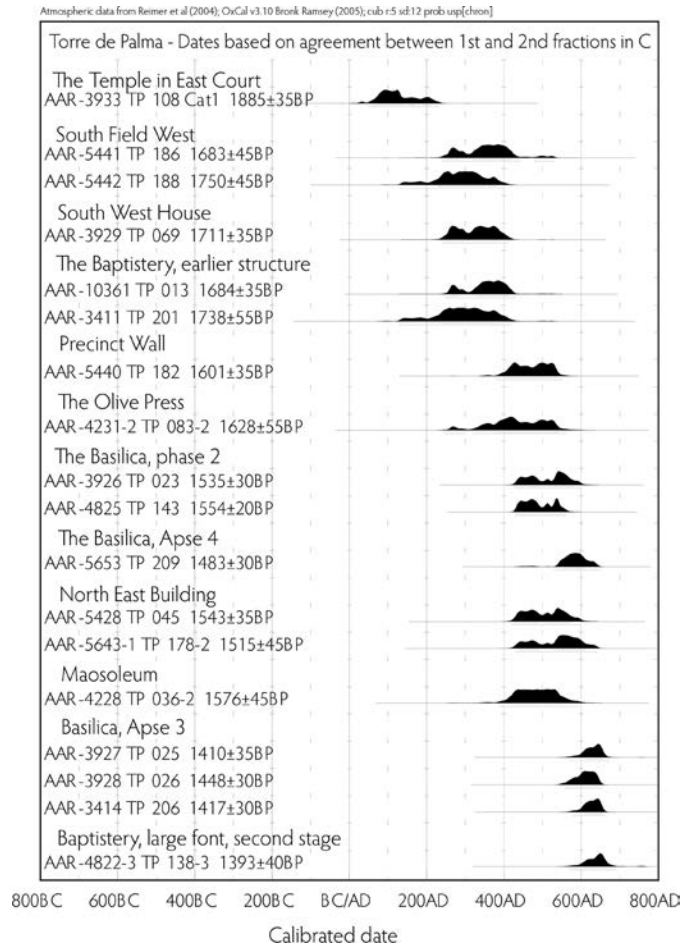 Atmospheric data from Reimer et al (2004); OxCal v3.10 Bronk Ramsey (2005); cub r:5 sd:12 prob usp[chron]
Torre de Palma - Dates based on agreement between 1st and 2nd fractions in C
The Temple in East Court
AAR-3933 TP 108 Cat1 1885±35BP
South Field West
AAR-5441 TP 186 1683±45BP
AAR-5442 TP 188 1750±45BP
South West House
AAR-3929 TP 069 1711±35BP
The Baptistery, earlier structure
AAR-10361 TP 013 1684±35BP
AAR-3411 TP 201 1738±55BP
Precinct Wall
AAR-5440 TP 182 1601±35BP
The Olive Press
AAR-4231-2 TP 083-2 1628±55BP
The Basilica, phase 2
AAR-3926 TP 023 1535±30BP
AAR-4825 TP 143 1554±20BP
The Basilica, Apse 4
AAR-5653 TP 209 1483±30BP
North East Building
AAR-5428 TP 045 1543±35BP
AAR-5643-1 TP 178-2 1515±45BP
Maosoleum
AAR-4228 TP 036-2 1576±45BP
Basilica, Apse 3
AAR-3927 TP 025 1410±35BP
AAR-3928 TP 026 1448±30BP
AAR-3414 TP 206 1417±30BP
Baptistery, large font, second stage
AAR-4822-3 TP 138-3 1393±40BP
800BC 600BC 400BC 200BC BC/AD 200AD 400AD 600AD 800AD
Calibrated date